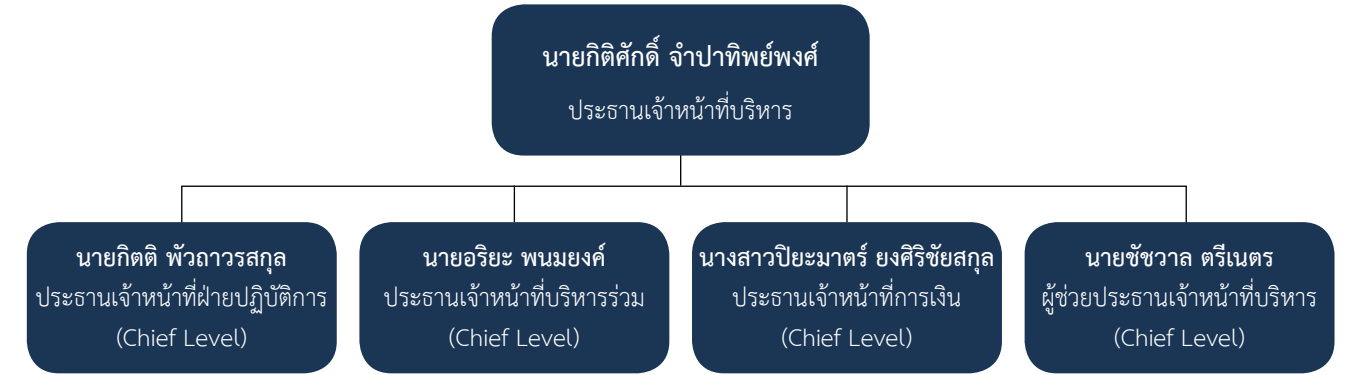 นายกิติศักดิ์ จำปาทิพย์พงศ์
ประธานเจ้าหน้าที่บริหาร
นายกิตติ พัวถาวรสกุล
ประธานเจ้าหน้าที่ฝ่ายปฏิบัติการ
(Chief Level)
นายอริยะ พนมยงค์
ประธานเจ้าหน้าที่บริหารร่วม
(Chief Level)
นางสาวปิยะมาตร์ ยงศิริชัยสกุล
ประธานเจ้าหน้าที่การเงิน
(Chief Level)
นายชัชวาล ตรีเนตร
ผู้ช่วยประธานเจ้าหน้าที่บริหาร
(Chief Level)